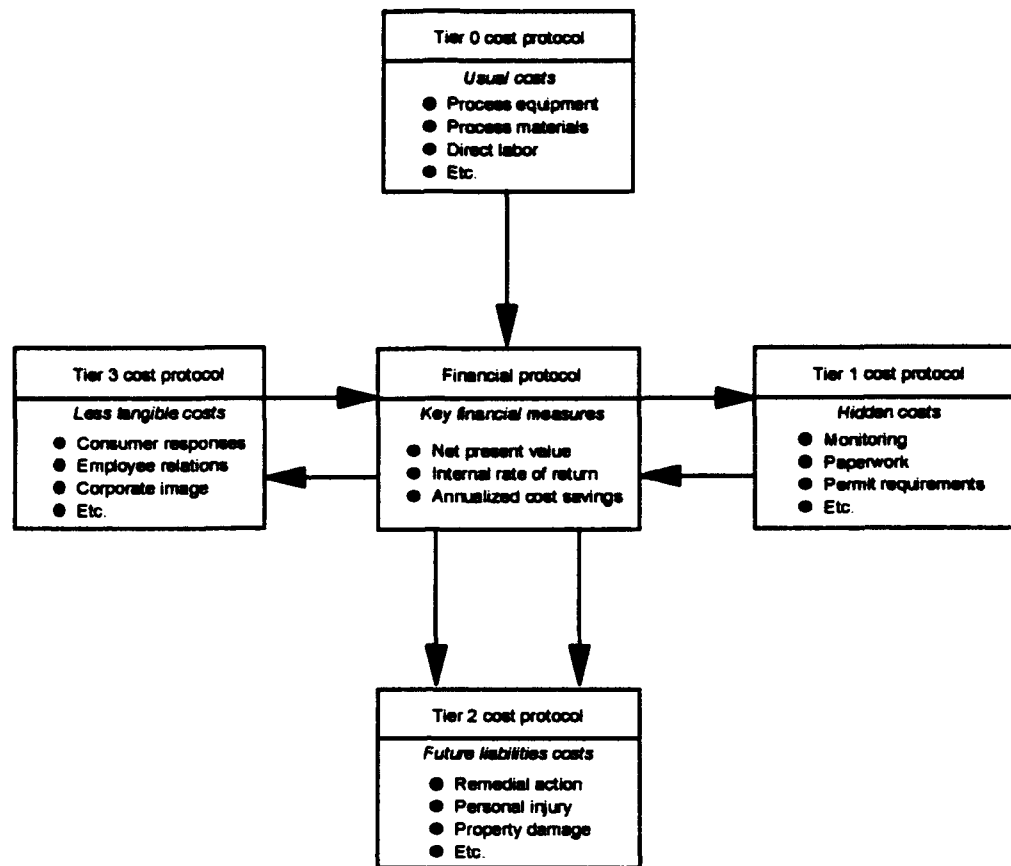 Tier 0 cost protocol
Usual costs
● Process equipment
● Process materials
● Direct labor
● Etc.
Tier 3 cost protocol
Less tangible costs
● Consumer responses
● Employee relations
● Corporate image
● Etc.
Financial protocol
Key financial measures
● Net present value
● Internal rate of return
● Annualized cost savings
Tier 1 cost protocol
Hidden costs
● Monitoring
● Paperwork
● Permit requirements
● Etc.
Tier 2 cost protocol
Future liabilities costs
● Remedial action
● Personal injury
● Property damage
● Etc.